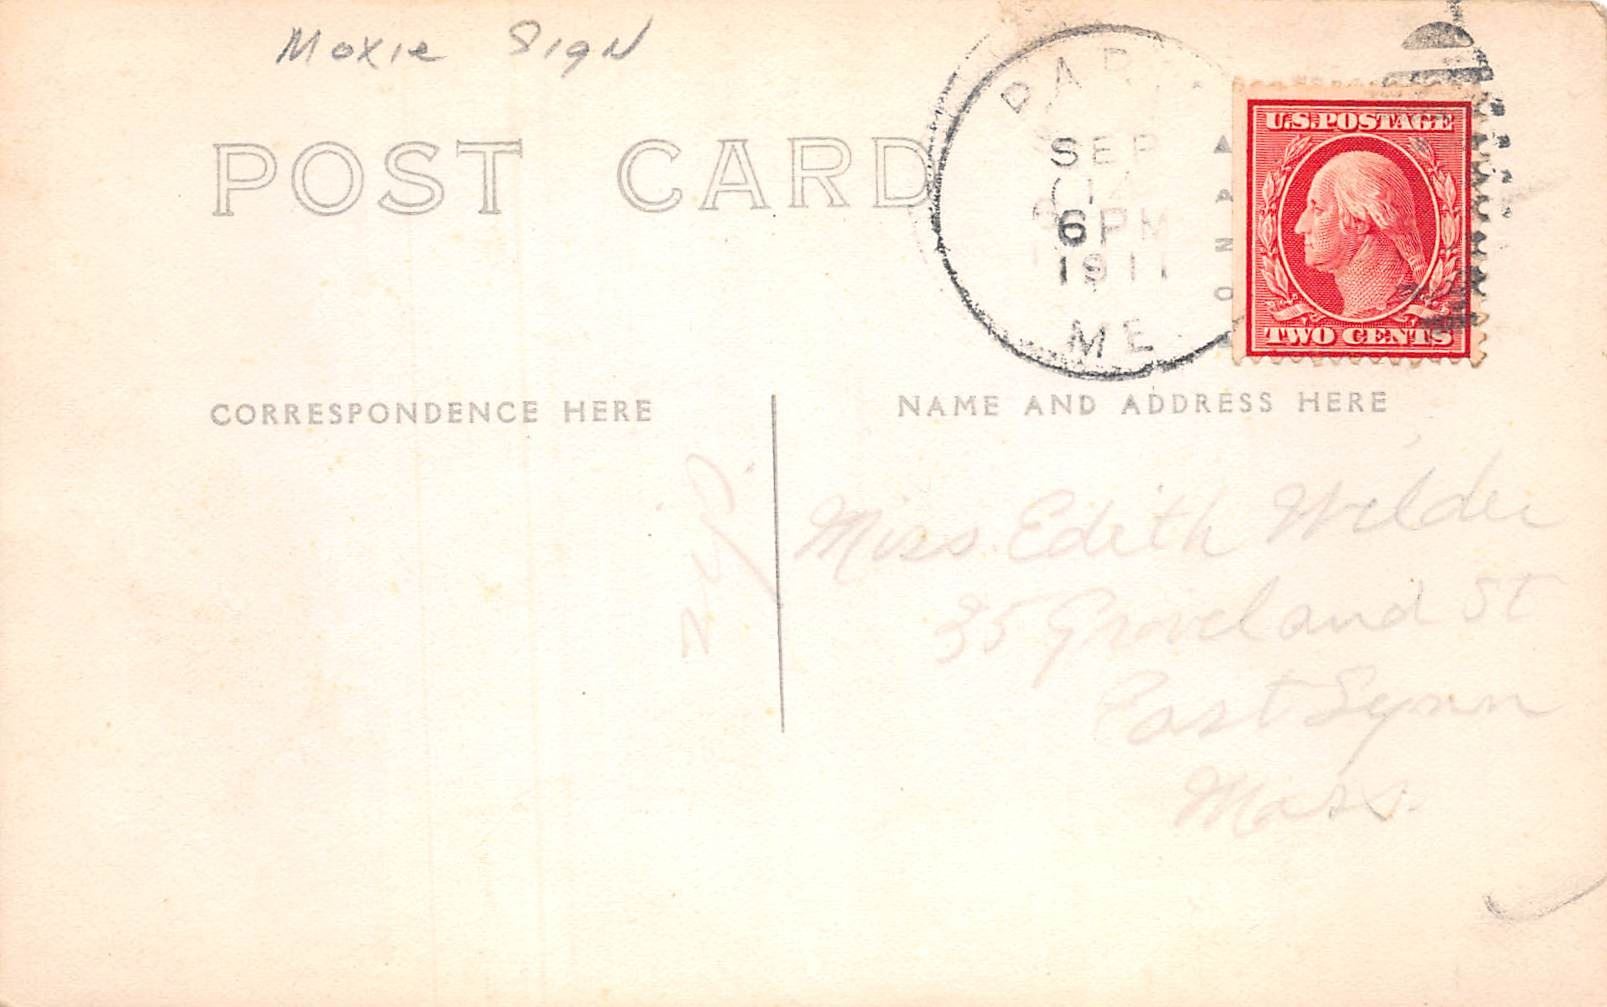 Moxie Sign
POST CARD
SEP
14
6 PM
1911
ME
U.S. POSTAGE
TWO CENTS
CORRESPONDENCE HERE
NAME AND ADDRESS HERE
Miss Edith Wilder
35 Groveland St
East Lynn
Mass.